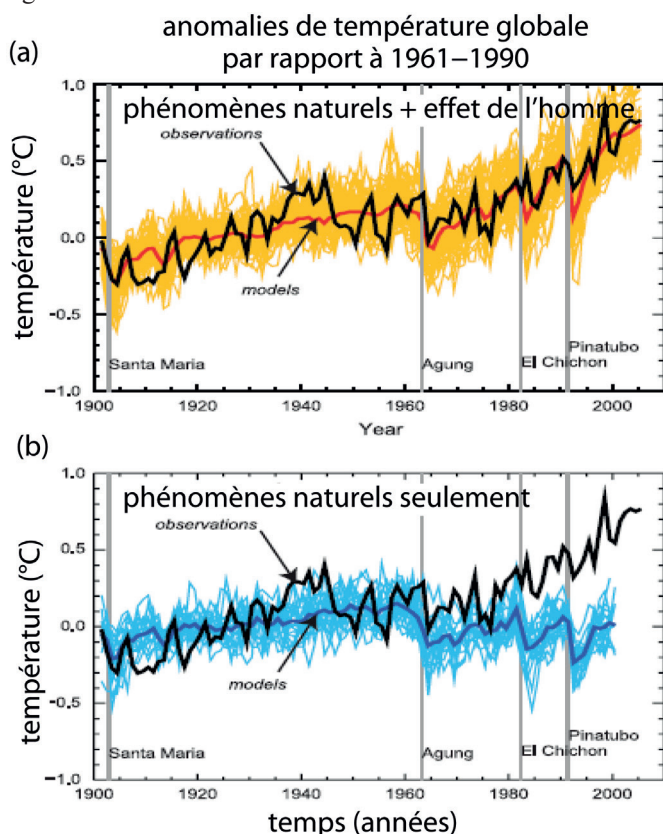 anomalies de température globale
par rapport à 1961–1990
(a)
phénomènes naturels + effet de l'homme
observations
models
température (°C)
1.0
0.5
0.0
−0.5
−1.0
Santa Maria
Agung
El Chichon
Pinatubo
1900 1920 1940 1960 1980 2000
Year
(b)
phénomènes naturels seulement
observations
models
température (°C)
1.0
0.5
0.0
−0.5
−1.0
Santa Maria
Agung
El Chichon
Pinatubo
1900 1920 1940 1960 1980 2000
temps (années)